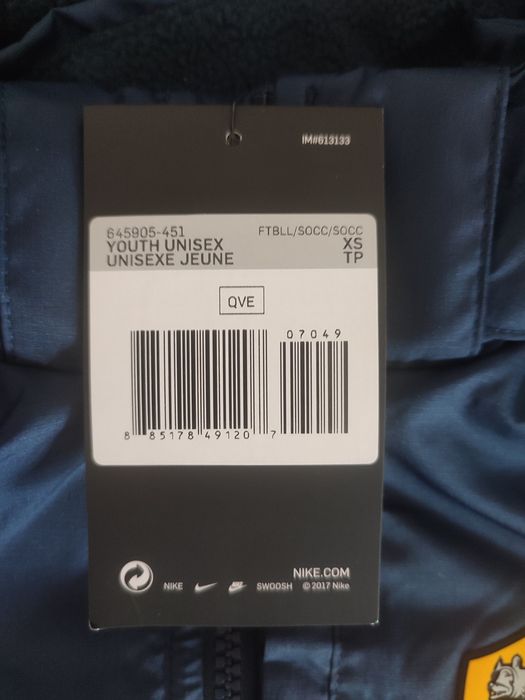 IM#613133
645905-451 FTBLL/SOCC/SOCC
YOUTH UNISEX XS
UNISEXE JEUNE TP
QVE
07049
8 85178 49120 7
NIKE.COM
NIKE SWOOSH © 2017 Nike